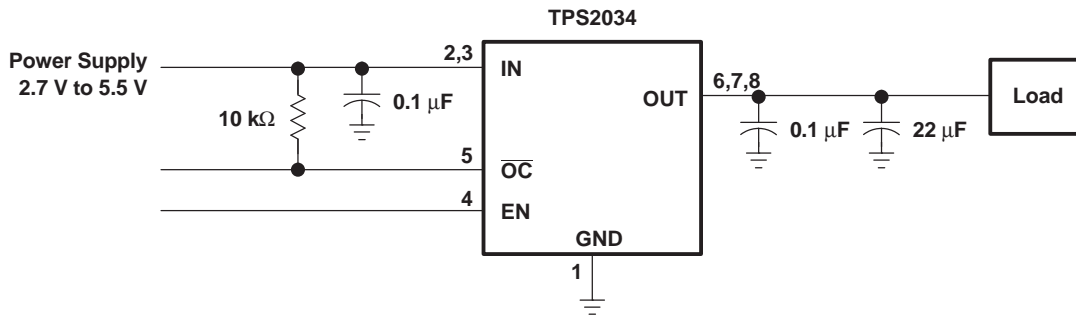 TPS2034
Power Supply
2.7 V to 5.5 V
2,3
IN
10 kΩ
0.1 μF
5
O̅C̅
4
EN
GND
1
OUT
6,7,8
0.1 μF
22 μF
Load